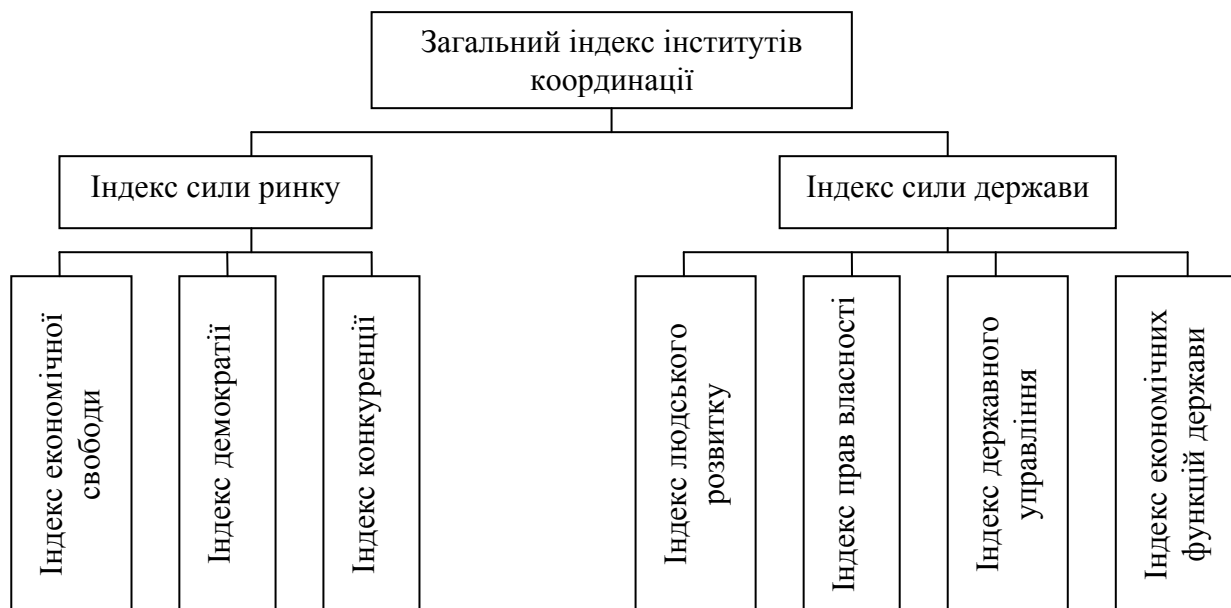 Загальний індекс інститутів
координації
Індекс сили ринку
Індекс сили держави
Індекс економічної
свободи
Індекс демократії
Індекс конкуренції
Індекс людського
розвитку
Індекс прав власності
Індекс державного
управління
Індекс економічних
функцій держави